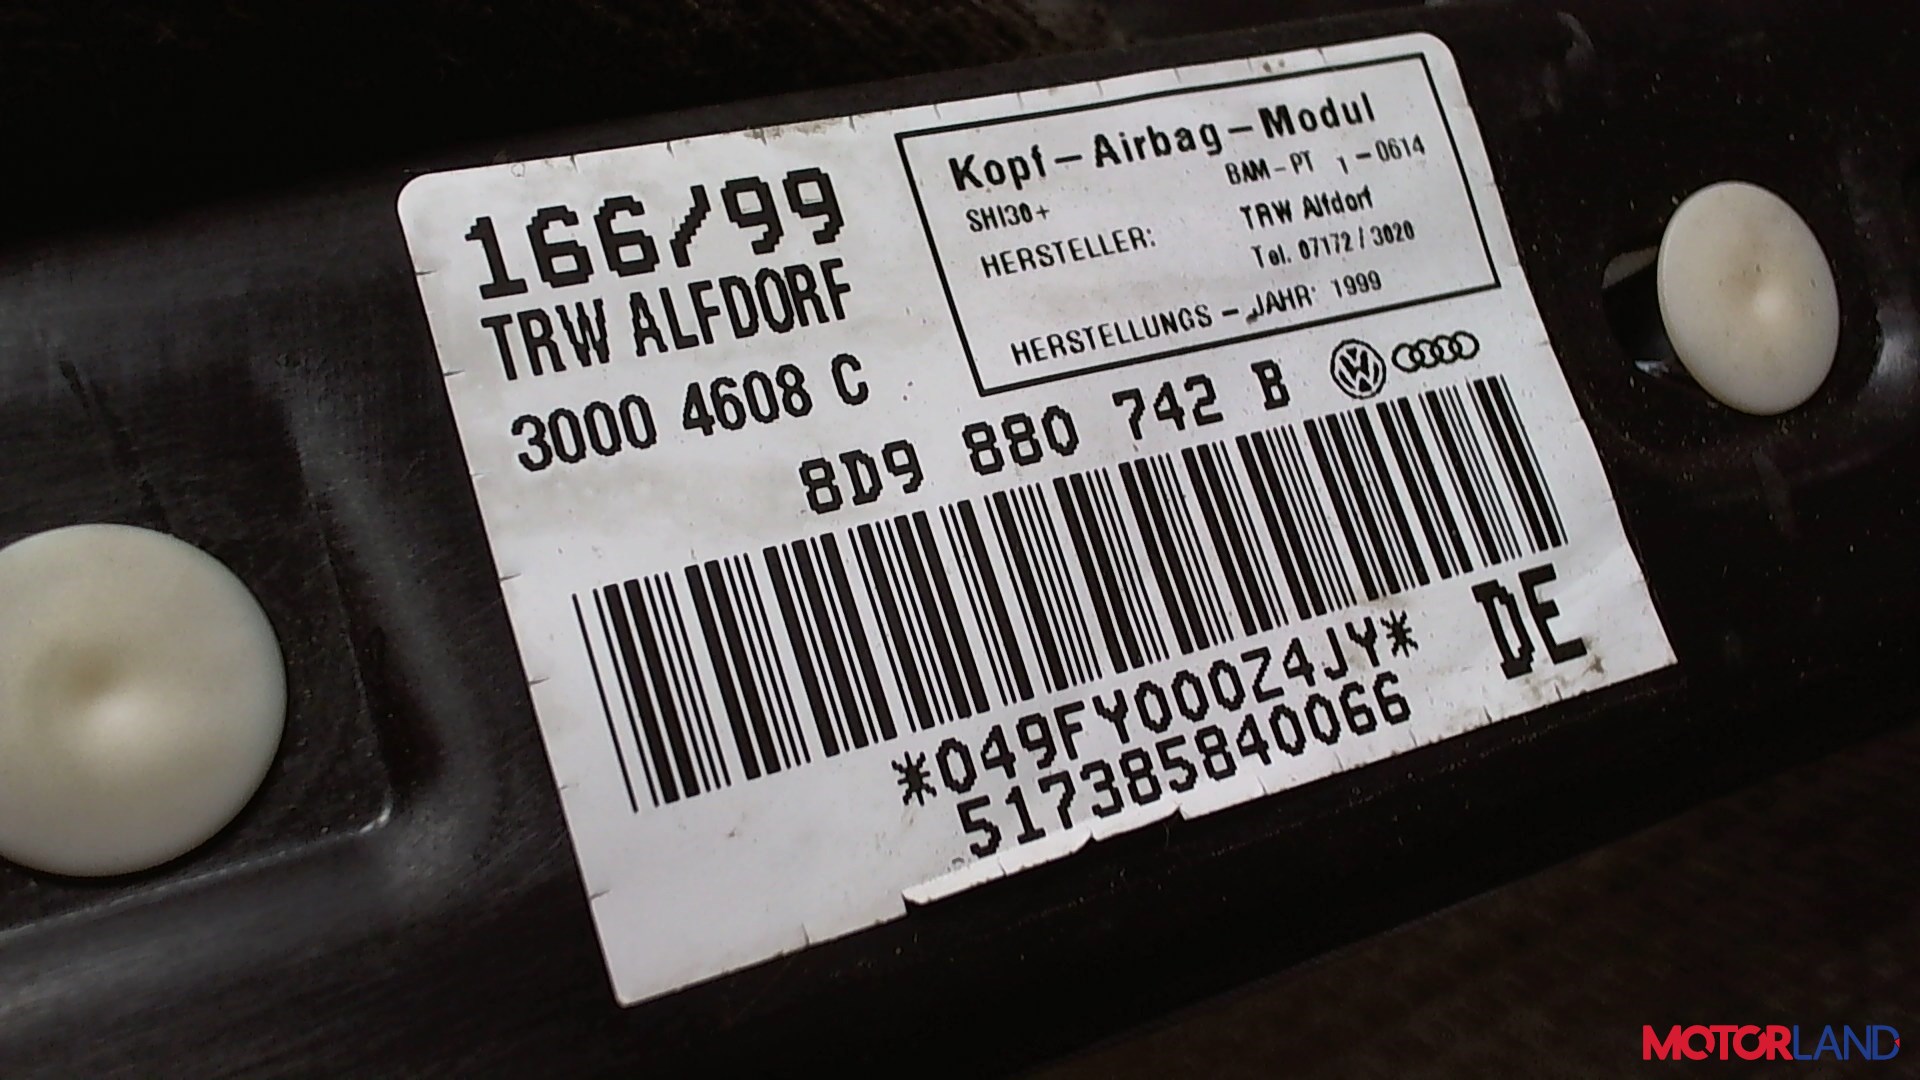 166/99
TRW ALFDORF
3000 4608 C
Kopf-Airbag-Modul
BAM-PT 1-0614
SHI30+
HERSTELLER: TRW Alfdorf
Tel. 07172/3020
HERSTELLUNGS-JAHR: 1999
8D9 880 742 B
*049FY000Z4JY*
DE
517385840066
MOTORLAND